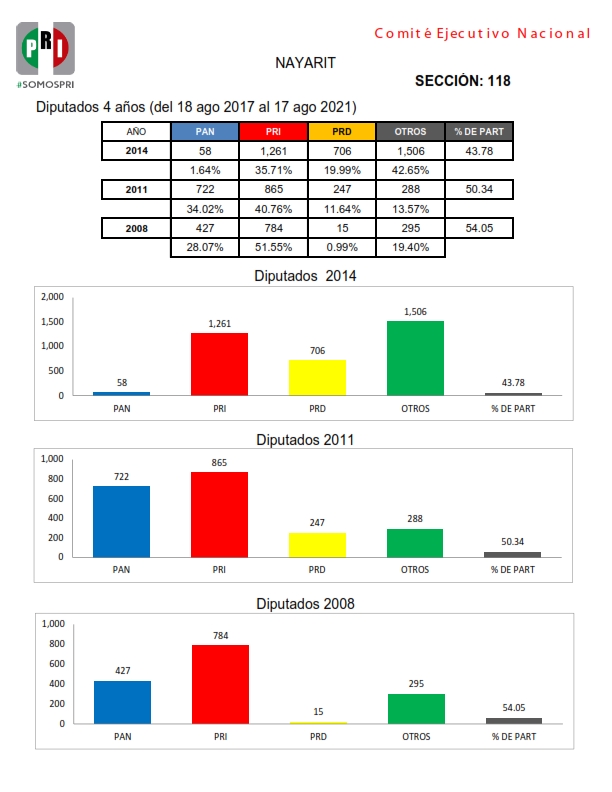 PRI
#SOMOSPRI
Comité Ejecutivo Nacional
NAYARIT
SECCIÓN: 118
Diputados 4 años (del 18 ago 2017 al 17 ago 2021)
AÑO PAN PRI PRD OTROS % DE PART
2014 58 1,261 706 1,506 43.78
1.64% 35.71% 19.99% 42.65%
2011 722 865 247 288 50.34
34.02% 40.76% 11.64% 13.57%
2008 427 784 15 295 54.05
28.07% 51.55% 0.99% 19.40%
Diputados 2014
2,000
1,500
1,000
500
0
58 1,261 706 1,506 43.78
PAN PRI PRD OTROS % DE PART
Diputados 2011
1,000
800
600
400
200
0
722 865 247 288 50.34
PAN PRI PRD OTROS % DE PART
Diputados 2008
1,000
800
600
400
200
0
427 784 15 295 54.05
PAN PRI PRD OTROS % DE PART